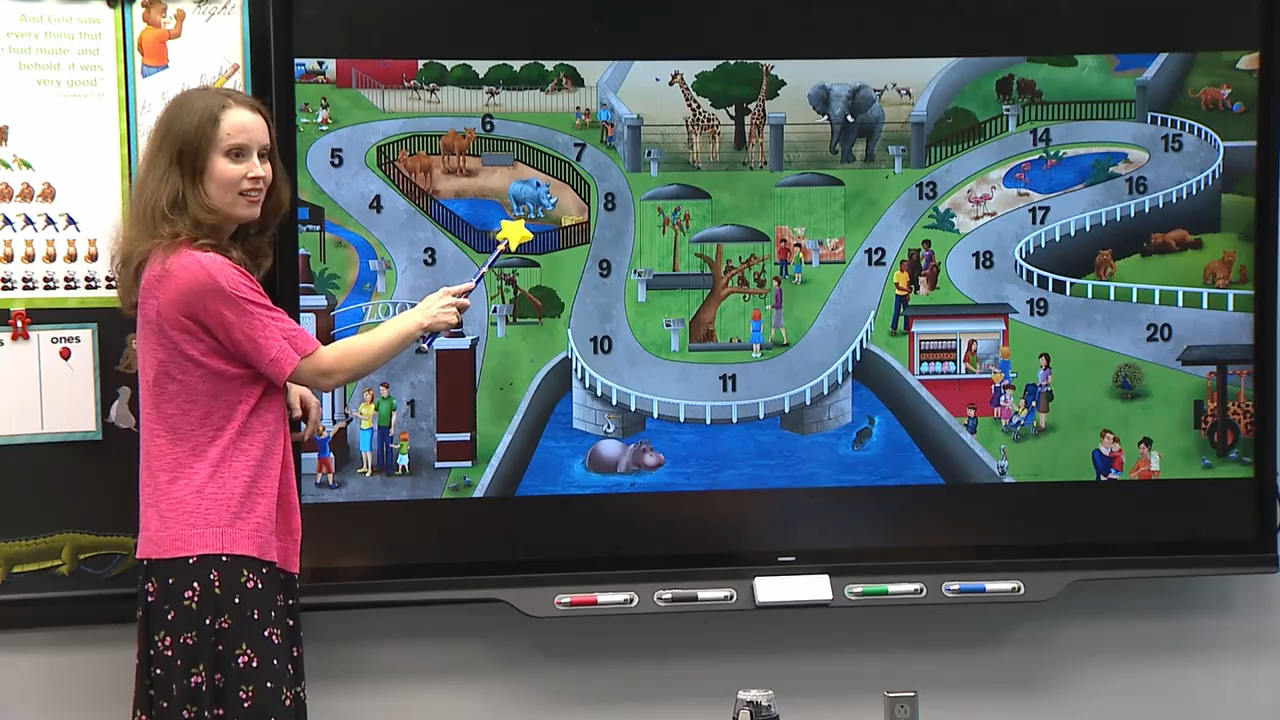 And God saw
every thing that
he had made, and,
behold, it was
very good."
Right
ones
ZOO
1
3
4
5
6
7
8
9
10
11
12
13
14
15
16
17
18
19
20